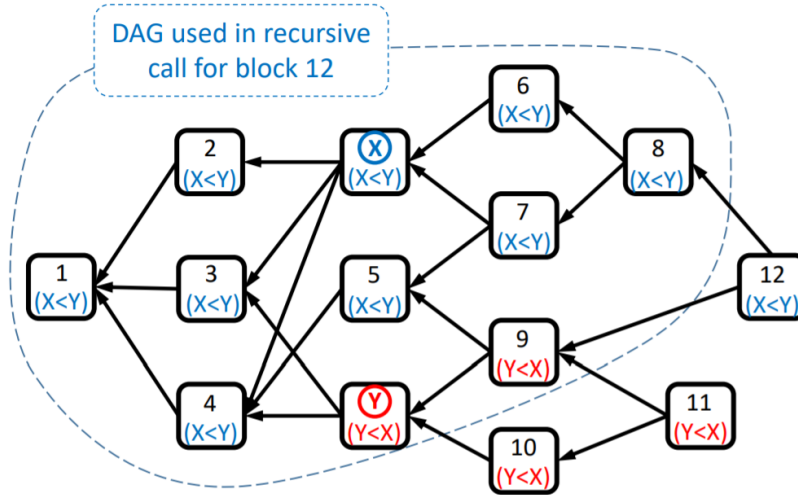 DAG used in recursive
call for block 12
1
(X<Y)
2
(X<Y)
3
(X<Y)
4
(X<Y)
X
(X<Y)
5
(X<Y)
Y
(Y<X)
6
(X<Y)
7
(X<Y)
9
(Y<X)
10
(Y<X)
8
(X<Y)
11
(Y<X)
12
(X<Y)